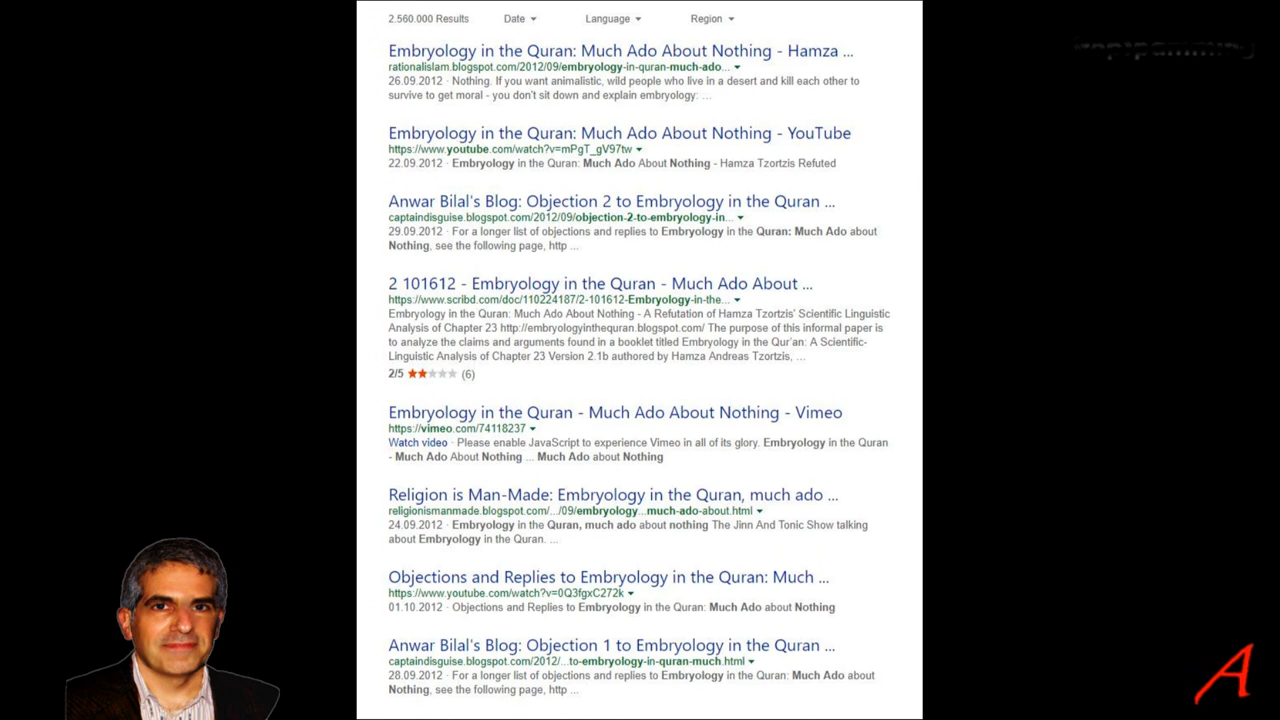 2.560.000 Results Date Language Region
Embryology in the Quran: Much Ado About Nothing - Hamza ...
rationalislam.blogspot.com/2012/09/embryology-in-quran-much-ado...
26.09.2012 · Nothing. If you want animalistic, wild people who live in a desert and kill each other to
survive to get moral - you don't sit down and explain embryology: ...
Embryology in the Quran: Much Ado About Nothing - YouTube
https://www.youtube.com/watch?v=mPgT_gV97tw
22.09.2012 · Embryology in the Quran: Much Ado About Nothing - Hamza Tzortzis Refuted
Anwar Bilal's Blog: Objection 2 to Embryology in the Quran ...
captaindisguise.blogspot.com/2012/09/objection-2-to-embryology-in...
29.09.2012 · For a longer list of objections and replies to Embryology in the Quran: Much Ado about
Nothing, see the following page, http ...
2 101612 - Embryology in the Quran - Much Ado About ...
https://www.scribd.com/doc/110224187/2-101612-Embryology-in-the...
Embryology in the Quran: Much Ado About Nothing - A Refutation of Hamza Tzortzis' Scientific Linguistic
Analysis of Chapter 23 http://embryologyinthequran.blogspot.com/ The purpose of this informal paper is
to analyze the claims and arguments found in a booklet titled Embryology in the Qur'an: A Scientific-
Linguistic Analysis of Chapter 23 Version 2.1b authored by Hamza Andreas Tzortzis, ...
2/5 (6)
Embryology in the Quran - Much Ado About Nothing - Vimeo
https://vimeo.com/74118237
Watch video · Please enable JavaScript to experience Vimeo in all of its glory. Embryology in the Quran
- Much Ado About Nothing ... Much Ado about Nothing
Religion is Man-Made: Embryology in the Quran, much ado ...
religionismanmade.blogspot.com/.../09/embryology...much-ado-about.html
24.09.2012 · Embryology in the Quran, much ado about nothing The Jinn And Tonic Show talking
about Embryology in the Quran. ...
Objections and Replies to Embryology in the Quran: Much ...
https://www.youtube.com/watch?v=0Q3fgxC272k
01.10.2012 · Objections and Replies to Embryology in the Quran: Much Ado about Nothing
Anwar Bilal's Blog: Objection 1 to Embryology in the Quran ...
captaindisguise.blogspot.com/2012/...to-embryology-in-quran-much.html
28.09.2012 · For a longer list of objections and replies to Embryology in the Quran: Much Ado about
Nothing, see the following page, http ...
A